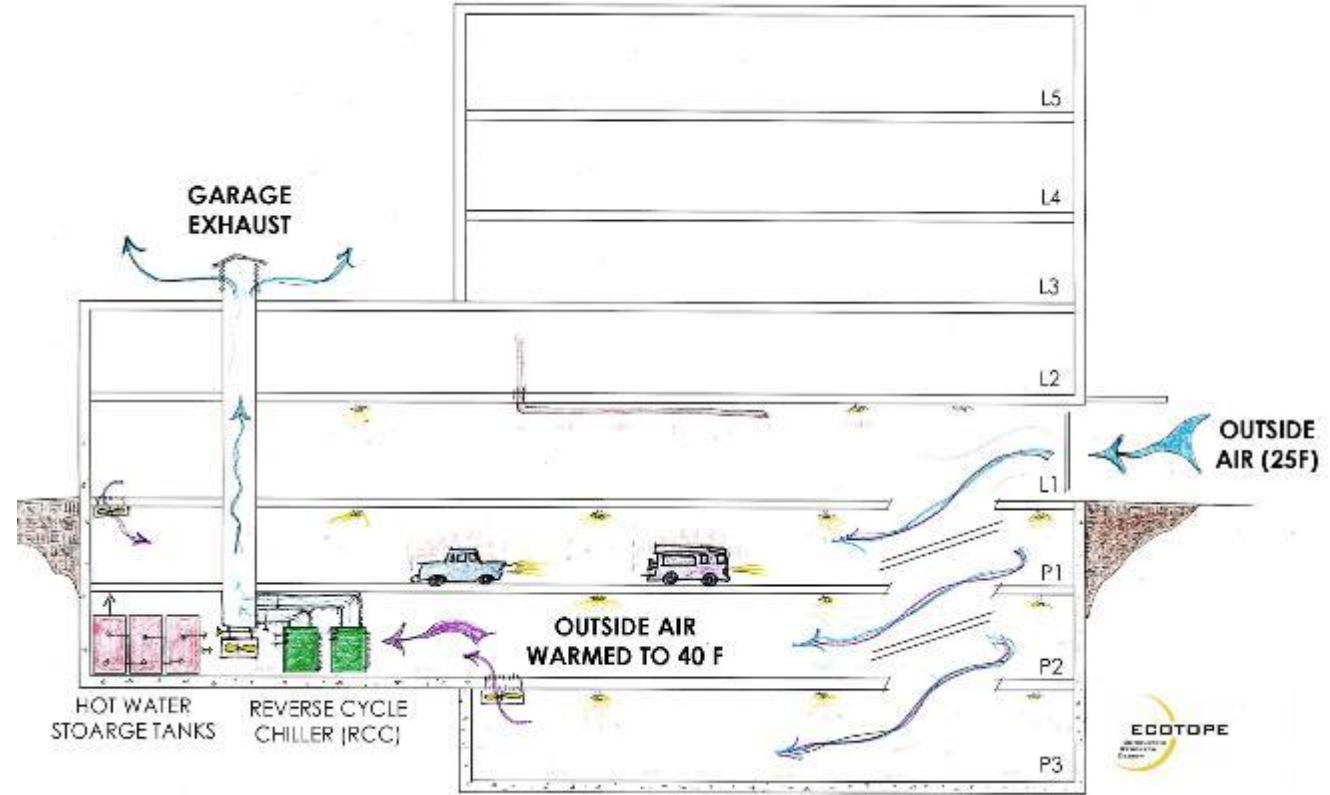 L5
L4
GARAGE
EXHAUST
L3
L2
OUTSIDE
AIR (25F)
L1
P1
OUTSIDE AIR
WARMED TO 40 F
P2
HOT WATER
STOARGE TANKS
REVERSE CYCLE
CHILLER (RCC)
ECOTOPE
P3